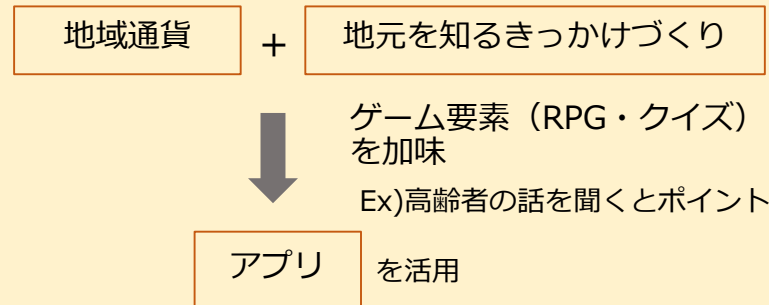 地域通貨 + 地元を知るきっかけづくり
ゲーム要素（RPG・クイズ）
を加味
Ex)高齢者の話を聞くとポイント
アプリ を活用